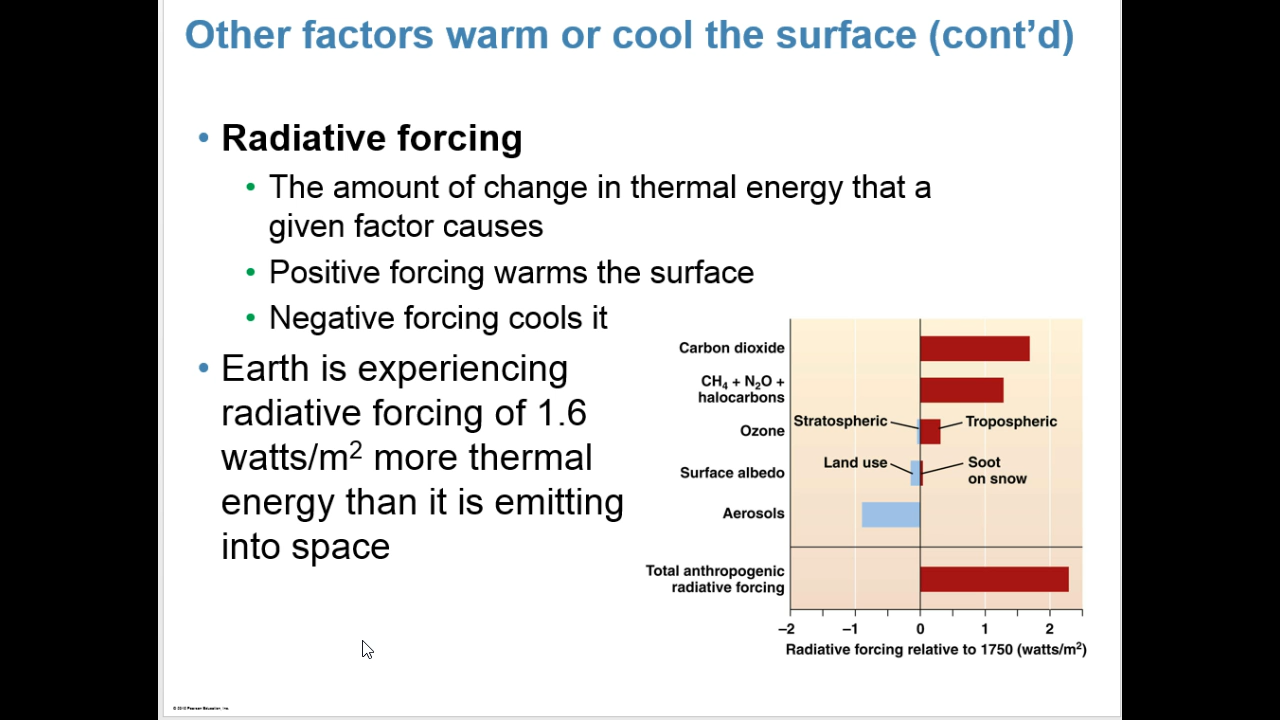 Other factors warm or cool the surface (cont’d)
• Radiative forcing
• The amount of change in thermal energy that a
given factor causes
• Positive forcing warms the surface
• Negative forcing cools it
• Earth is experiencing
radiative forcing of 1.6
watts/m² more thermal
energy than it is emitting
into space
Carbon dioxide
CH₄ + N₂O +
halocarbons
Ozone
Stratospheric
Tropospheric
Surface albedo
Land use
Soot
on snow
Aerosols
Total anthropogenic
radiative forcing
–2 –1 0 1 2
Radiative forcing relative to 1750 (watts/m²)